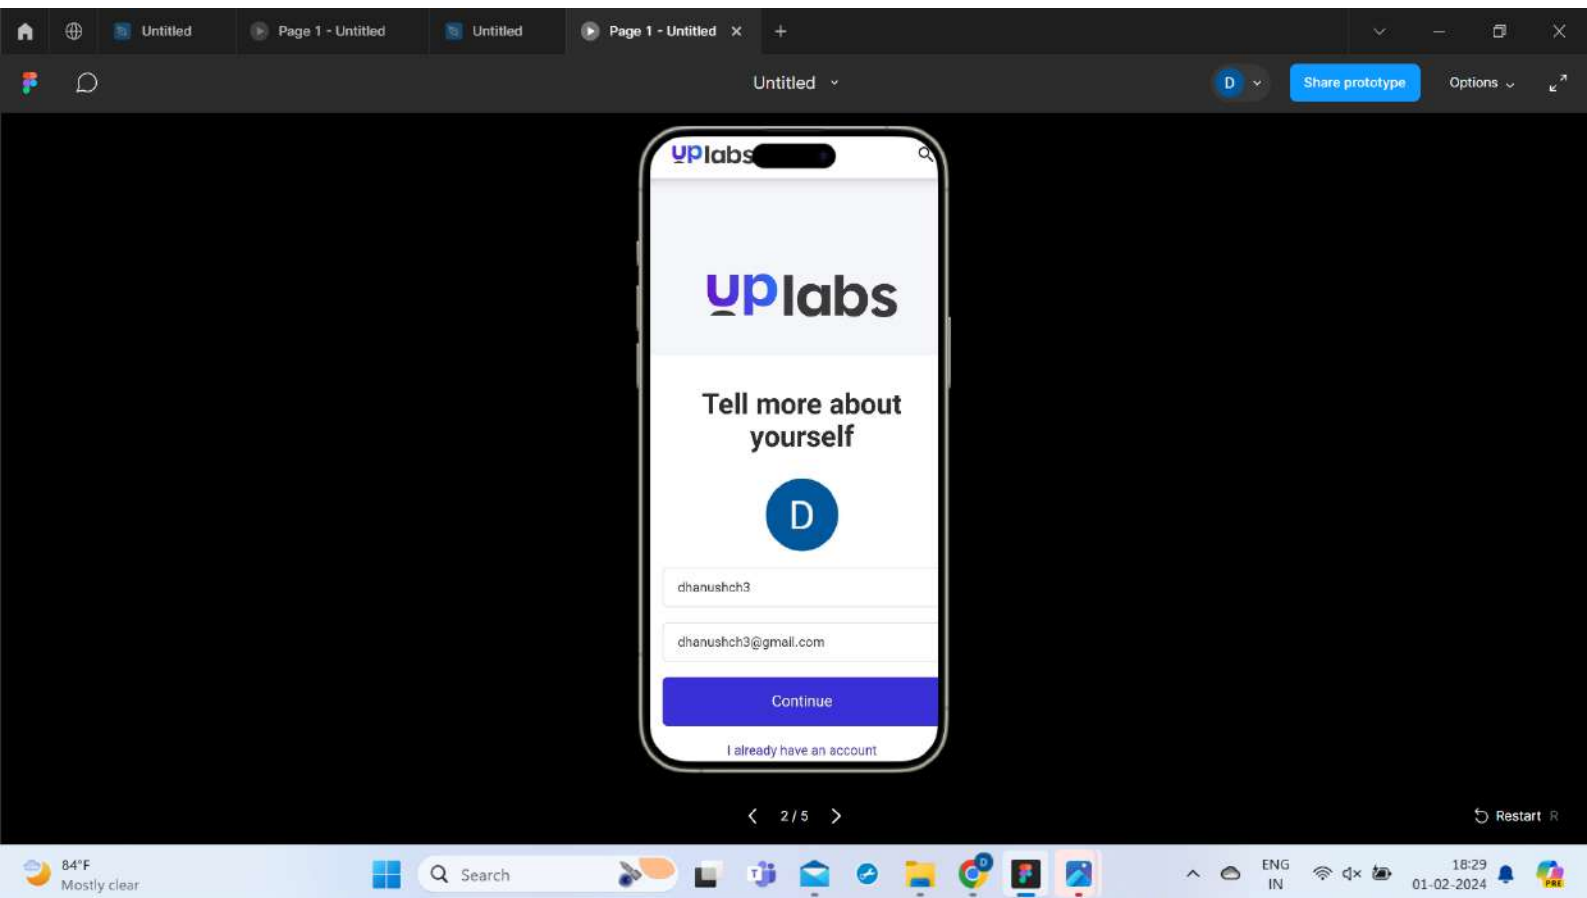 Untitled
Page 1 - Untitled
Untitled
Page 1 - Untitled
Untitled
D
Share prototype
Options
uplabs
uplabs
Tell more about
yourself
D
dhanushch3
dhanushch3@gmail.com
Continue
I already have an account
2 / 5
Restart R
84°F
Mostly clear
Search
D
ENG
IN
18:29
01-02-2024
PRE